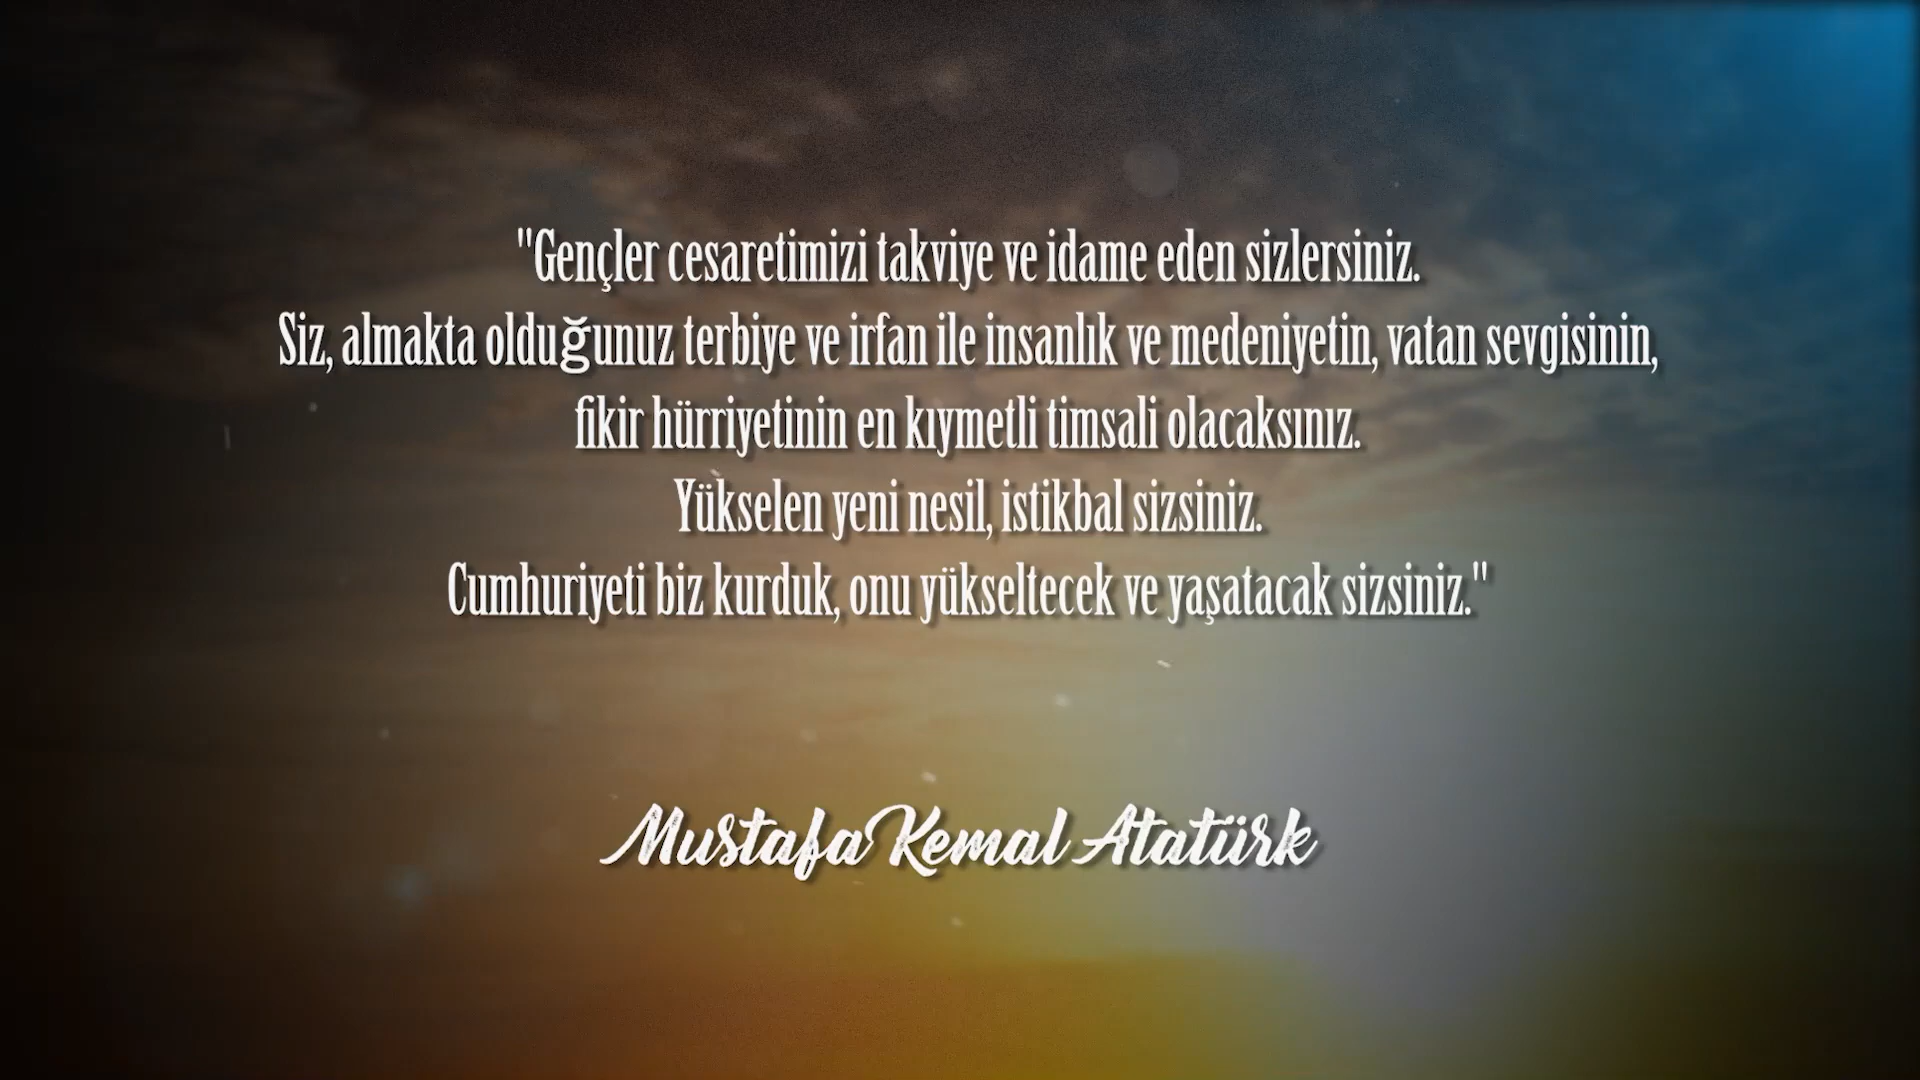 "Gençler cesaretimizi takviye ve idame eden sizlersiniz.
Siz, almakta olduğunuz terbiye ve irfan ile insanlık ve medeniyetin, vatan sevgisinin,
fikir hürriyetinin en kıymetli timsali olacaksınız.
Yükselen yeni nesil, istikbal sizsiniz.
Cumhuriyeti biz kurduk, onu yükseltecek ve yaşatacak sizsiniz."
Mustafa Kemal Atatürk